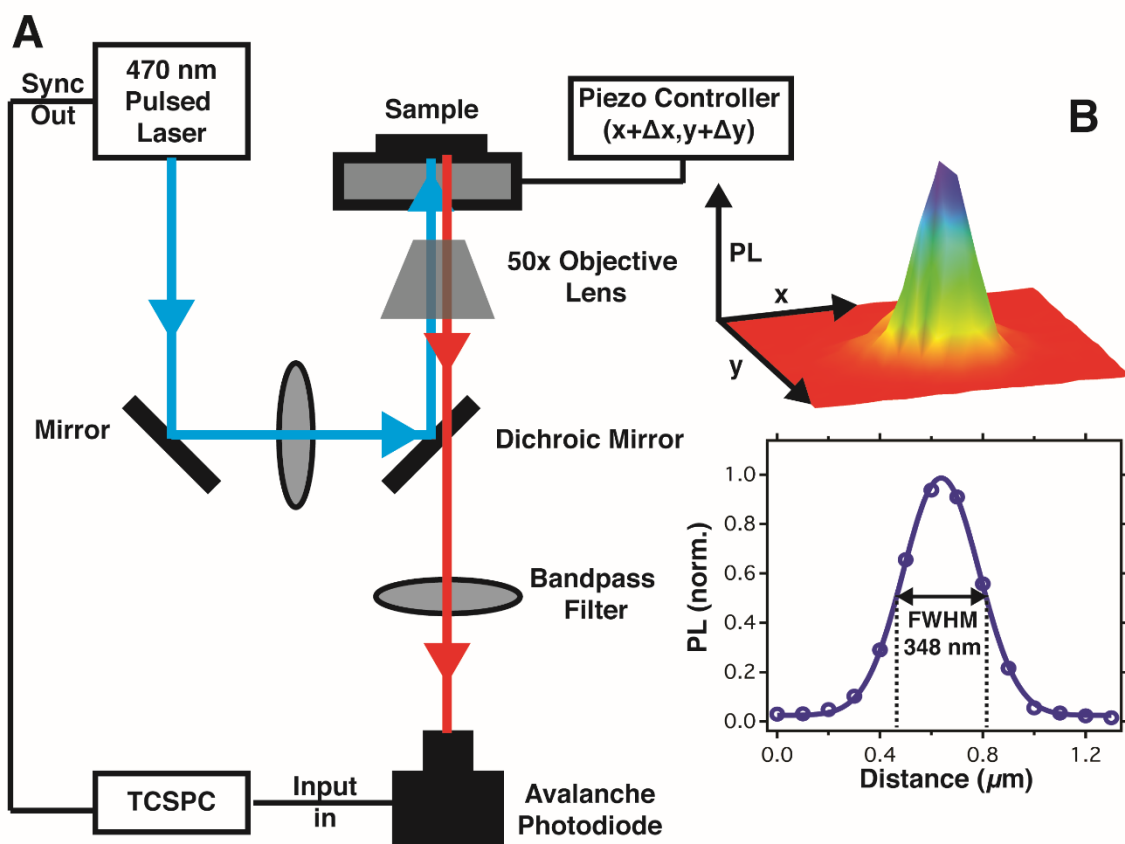 A
470 nm
Pulsed
Laser
Sync
Out
Sample
Piezo Controller
(x+Δx,y+Δy)
B
50x Objective
Lens
PL
x
y
Mirror
Dichroic Mirror
Bandpass
Filter
TCSPC
Input
in
Avalanche
Photodiode
PL (norm.)
1.0
0.8
0.6
0.4
0.2
0.0
FWHM
348 nm
0.0 0.4 0.8 1.2
Distance (µm)